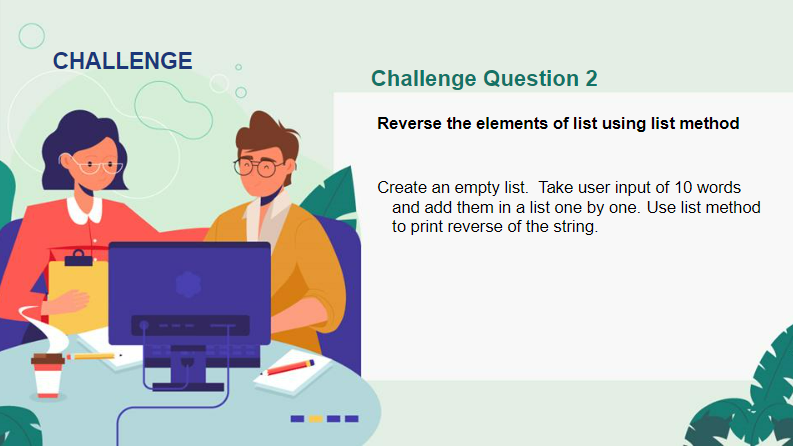 CHALLENGE
Challenge Question 2
Reverse the elements of list using list method
Create an empty list.  Take user input of 10 words
and add them in a list one by one. Use list method
to print reverse of the string.